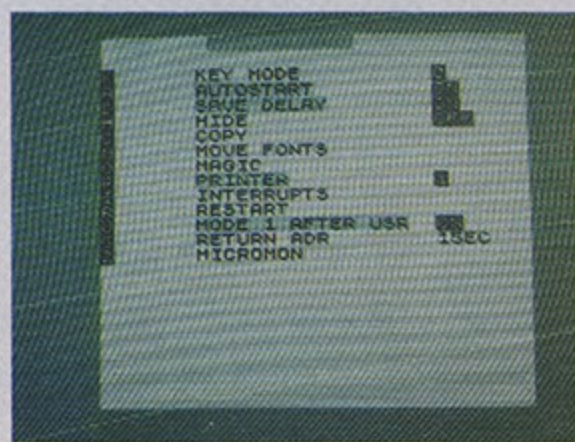 KEY MODE
AUTOSTART
SAVE DELAY
HIDE
COPY
MOVE FONTS
MAGIC
PRINTER
INTERRUPTS
RESTART
MODE 1 AFTER USR
RETURN ADR 1SEC
MICROMON